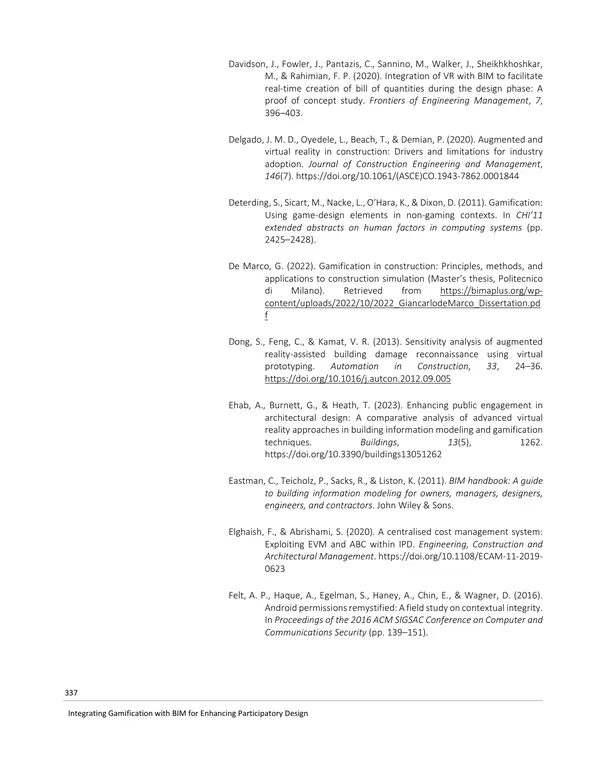 Davidson, J., Fowler, J., Pantazis, C., Sannino, M., Walker, J., Sheikhkhoshkar,
M., & Rahimian, F. P. (2020). Integration of VR with BIM to facilitate
real-time creation of bill of quantities during the design phase: A
proof of concept study. Frontiers of Engineering Management, 7,
396–403.
Delgado, J. M. D., Oyedele, L., Beach, T., & Demian, P. (2020). Augmented and
virtual reality in construction: Drivers and limitations for industry
adoption. Journal of Construction Engineering and Management,
146(7). https://doi.org/10.1061/(ASCE)CO.1943-7862.0001844
Deterding, S., Sicart, M., Nacke, L., O’Hara, K., & Dixon, D. (2011). Gamification:
Using game-design elements in non-gaming contexts. In CHI’11
extended abstracts on human factors in computing systems (pp.
2425–2428).
De Marco, G. (2022). Gamification in construction: Principles, methods, and
applications to construction simulation (Master’s thesis, Politecnico
di Milano). Retrieved from https://bimaplus.org/wp-
content/uploads/2022/10/2022_GiancarlodeMarco_Dissertation.pd
f
Dong, S., Feng, C., & Kamat, V. R. (2013). Sensitivity analysis of augmented
reality-assisted building damage reconnaissance using virtual
prototyping. Automation in Construction, 33, 24–36.
https://doi.org/10.1016/j.autcon.2012.09.005
Ehab, A., Burnett, G., & Heath, T. (2023). Enhancing public engagement in
architectural design: A comparative analysis of advanced virtual
reality approaches in building information modeling and gamification
techniques. Buildings, 13(5), 1262.
https://doi.org/10.3390/buildings13051262
Eastman, C., Teicholz, P., Sacks, R., & Liston, K. (2011). BIM handbook: A guide
to building information modeling for owners, managers, designers,
engineers, and contractors. John Wiley & Sons.
Elghaish, F., & Abrishami, S. (2020). A centralised cost management system:
Exploiting EVM and ABC within IPD. Engineering, Construction and
Architectural Management. https://doi.org/10.1108/ECAM-11-2019-
0623
Felt, A. P., Haque, A., Egelman, S., Haney, A., Chin, E., & Wagner, D. (2016).
Android permissions remystified: A field study on contextual integrity.
In Proceedings of the 2016 ACM SIGSAC Conference on Computer and
Communications Security (pp. 139–151).
337
Integrating Gamification with BIM for Enhancing Participatory Design